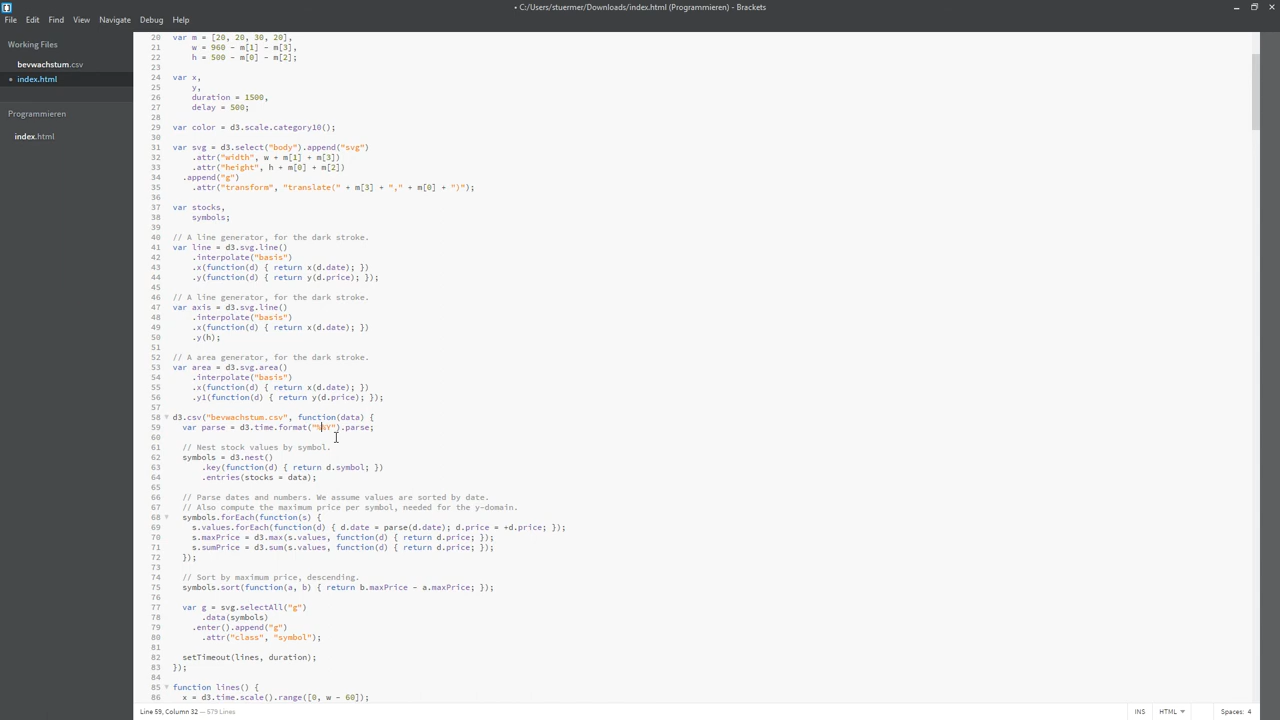 • C:/Users/stuermer/Downloads/index.html (Programmieren) - Brackets
File Edit Find View Navigate Debug Help
Working Files
bevwachstum.csv
• index.html
Programmieren
index.html
20 var m = [20, 20, 30, 20],
21 w = 960 - m[1] - m[3],
22 h = 500 - m[0] - m[2];
23
24 var x,
25 y,
26 duration = 1500,
27 delay = 500;
28
29 var color = d3.scale.category10();
30
31 var svg = d3.select("body").append("svg")
32 .attr("width", w + m[1] + m[3])
33 .attr("height", h + m[0] + m[2])
34 .append("g")
35 .attr("transform", "translate(" + m[3] + "," + m[0] + ")");
36
37 var stocks,
38 symbols;
39
40 // A line generator, for the dark stroke.
41 var line = d3.svg.line()
42 .interpolate("basis")
43 .x(function(d) { return x(d.date); })
44 .y(function(d) { return y(d.price); });
45
46 // A line generator, for the dark stroke.
47 var axis = d3.svg.line()
48 .interpolate("basis")
49 .x(function(d) { return x(d.date); })
50 .y(h);
51
52 // A area generator, for the dark stroke.
53 var area = d3.svg.area()
54 .interpolate("basis")
55 .x(function(d) { return x(d.date); })
56 .y1(function(d) { return y(d.price); });
57
58 d3.csv("bevwachstum.csv", function(data) {
59 var parse = d3.time.format("%%Y").parse;
60
61 // Nest stock values by symbol.
62 symbols = d3.nest()
63 .key(function(d) { return d.symbol; })
64 .entries(stocks = data);
65
66 // Parse dates and numbers. We assume values are sorted by date.
67 // Also compute the maximum price per symbol, needed for the y-domain.
68 symbols.forEach(function(s) {
69 s.values.forEach(function(d) { d.date = parse(d.date); d.price = +d.price; });
70 s.maxPrice = d3.max(s.values, function(d) { return d.price; });
71 s.sumPrice = d3.sum(s.values, function(d) { return d.price; });
72 });
73
74 // Sort by maximum price, descending.
75 symbols.sort(function(a, b) { return b.maxPrice - a.maxPrice; });
76
77 var g = svg.selectAll("g")
78 .data(symbols)
79 .enter().append("g")
80 .attr("class", "symbol");
81
82 setTimeout(lines, duration);
83 });
84
85 function lines() {
86 x = d3.time.scale().range([0, w - 60]);
Line 59, Column 32 — 579 Lines
INS HTML Spaces: 4